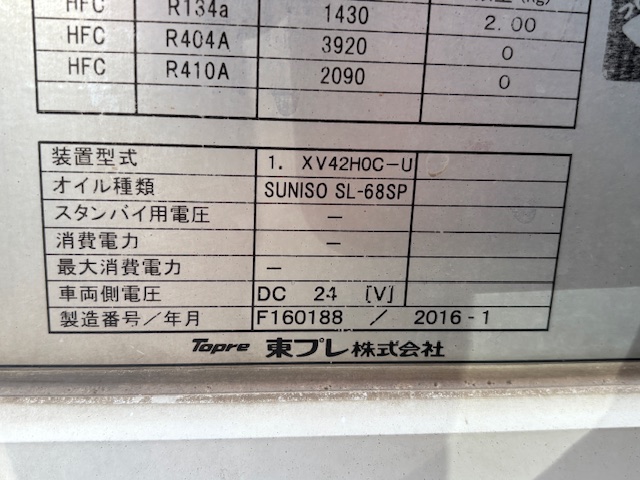 HFC R134a 1430 2.00
HFC R404A 3920 0
HFC R410A 2090 0
装置型式 1. XV42H0C-U
オイル種類 SUNISO SL-68SP
スタンバイ用電圧 —
消費電力 —
最大消費電力 —
車両側電圧 DC 24 [V]
製造番号/年月 F160188 / 2016-1
Topre 東プレ株式会社